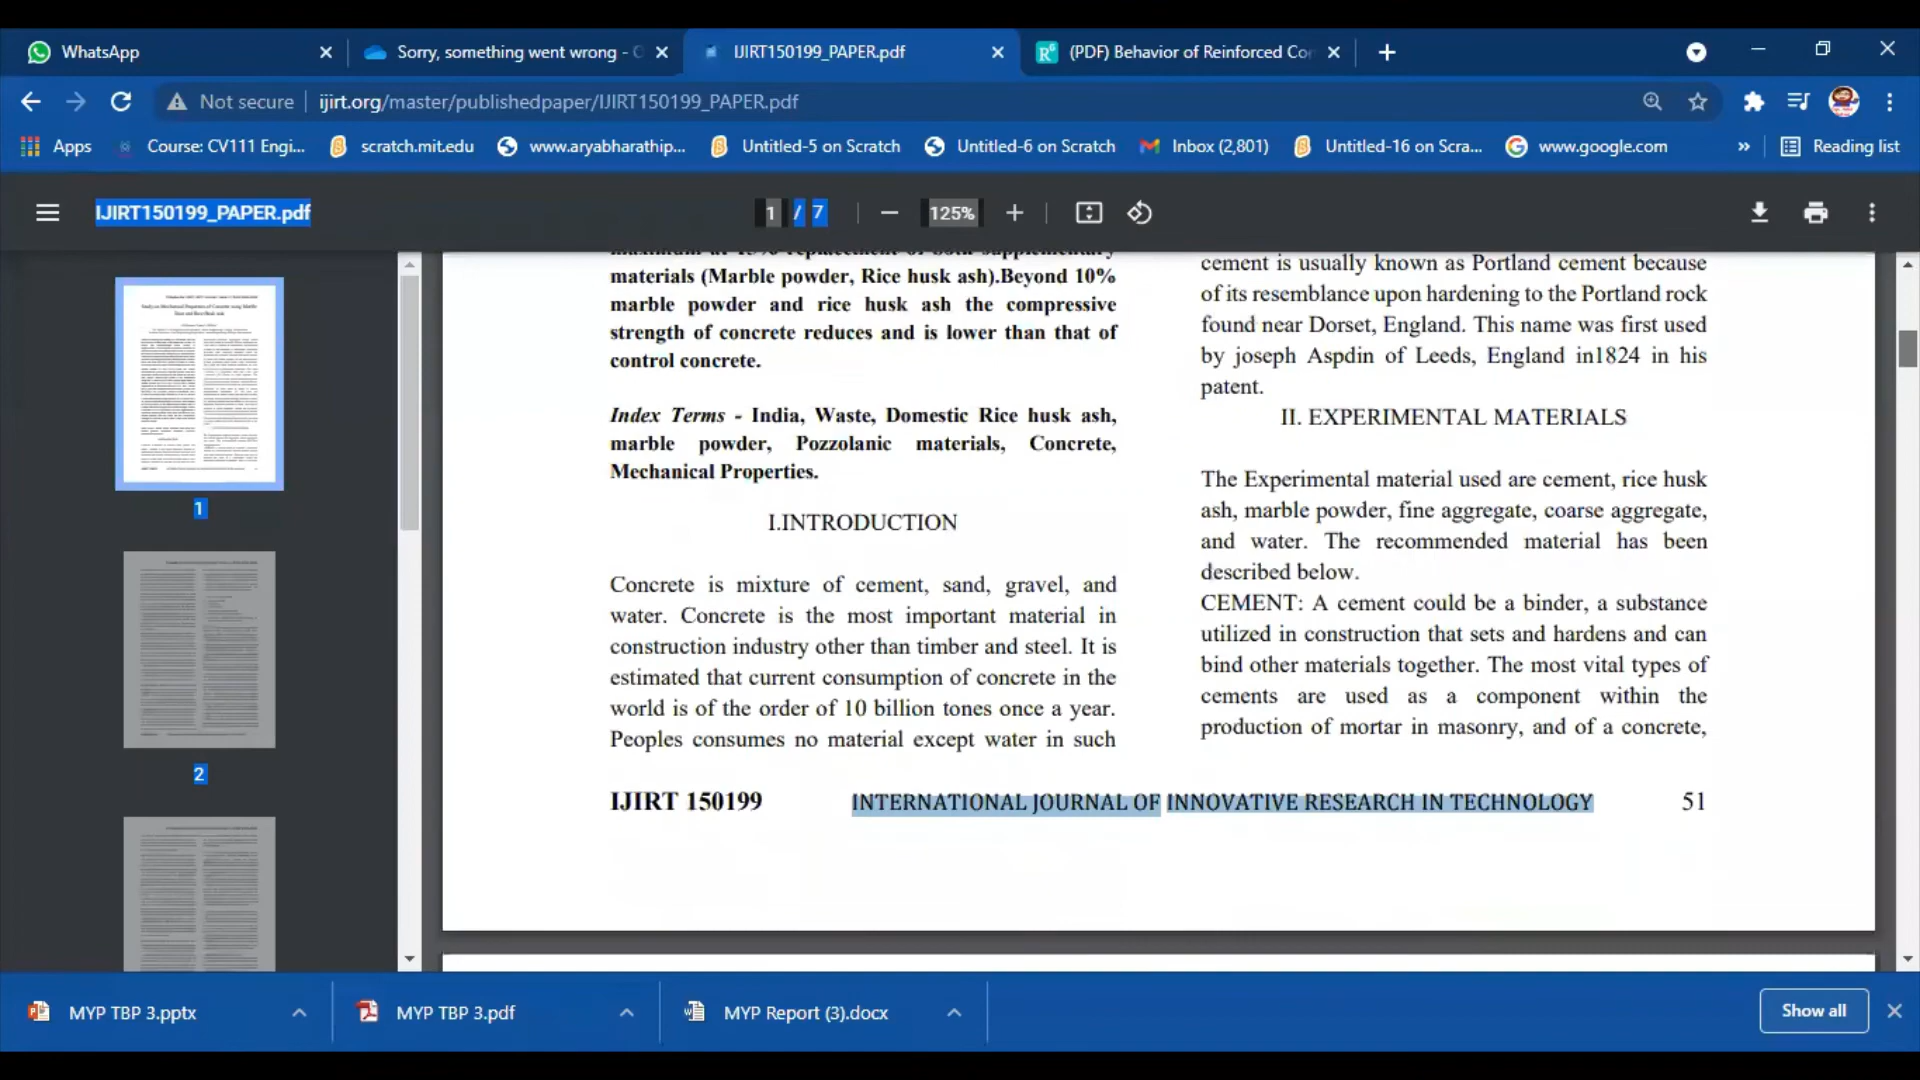 WhatsApp
Sorry, something went wrong -
IJIRT150199_PAPER.pdf
(PDF) Behavior of Reinforced Co
Not secure
ijirt.org/master/publishedpaper/IJIRT150199_PAPER.pdf
Apps
Course: CV111 Engi...
scratch.mit.edu
www.aryabharathip...
Untitled-5 on Scratch
Untitled-6 on Scratch
Inbox (2,801)
Untitled-16 on Scra...
www.google.com
»
Reading list
IJIRT150199_PAPER.pdf
1 / 7
125%
1
2
materials (Marble powder, Rice husk ash).Beyond 10%
marble powder and rice husk ash the compressive
strength of concrete reduces and is lower than that of
control concrete.
Index Terms - India, Waste, Domestic Rice husk ash,
marble powder, Pozzolanic materials, Concrete,
Mechanical Properties.
I.INTRODUCTION
Concrete is mixture of cement, sand, gravel, and
water. Concrete is the most important material in
construction industry other than timber and steel. It is
estimated that current consumption of concrete in the
world is of the order of 10 billion tones once a year.
Peoples consumes no material except water in such
cement is usually known as Portland cement because
of its resemblance upon hardening to the Portland rock
found near Dorset, England. This name was first used
by joseph Aspdin of Leeds, England in1824 in his
patent.
II. EXPERIMENTAL MATERIALS
The Experimental material used are cement, rice husk
ash, marble powder, fine aggregate, coarse aggregate,
and water. The recommended material has been
described below.
CEMENT: A cement could be a binder, a substance
utilized in construction that sets and hardens and can
bind other materials together. The most vital types of
cements are used as a component within the
production of mortar in masonry, and of a concrete,
IJIRT 150199
INTERNATIONAL JOURNAL OF INNOVATIVE RESEARCH IN TECHNOLOGY
51
MYP TBP 3.pptx
MYP TBP 3.pdf
MYP Report (3).docx
Show all